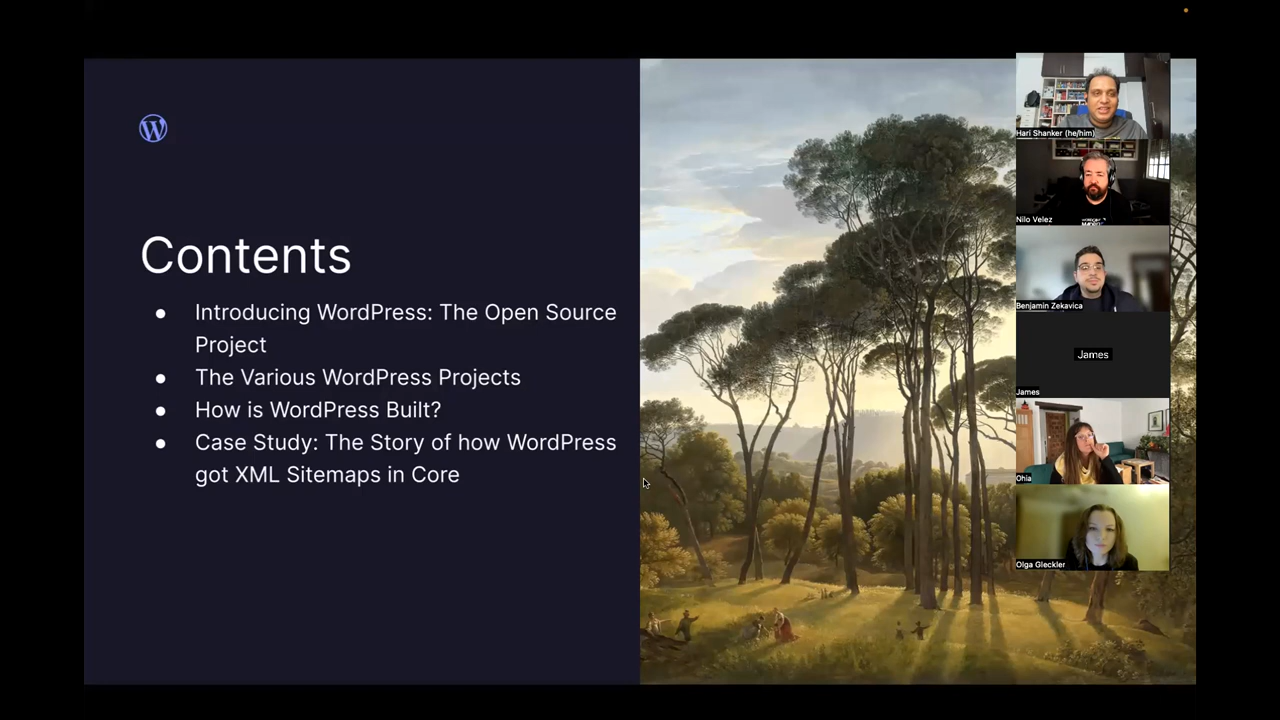 Contents
● Introducing WordPress: The Open Source
Project
● The Various WordPress Projects
● How is WordPress Built?
● Case Study: The Story of how WordPress
got XML Sitemaps in Core
Hari Shanker (he/him)
Nilo Velez
Benjamin Zekavica
James
James
Ohia
Olga Gleckler